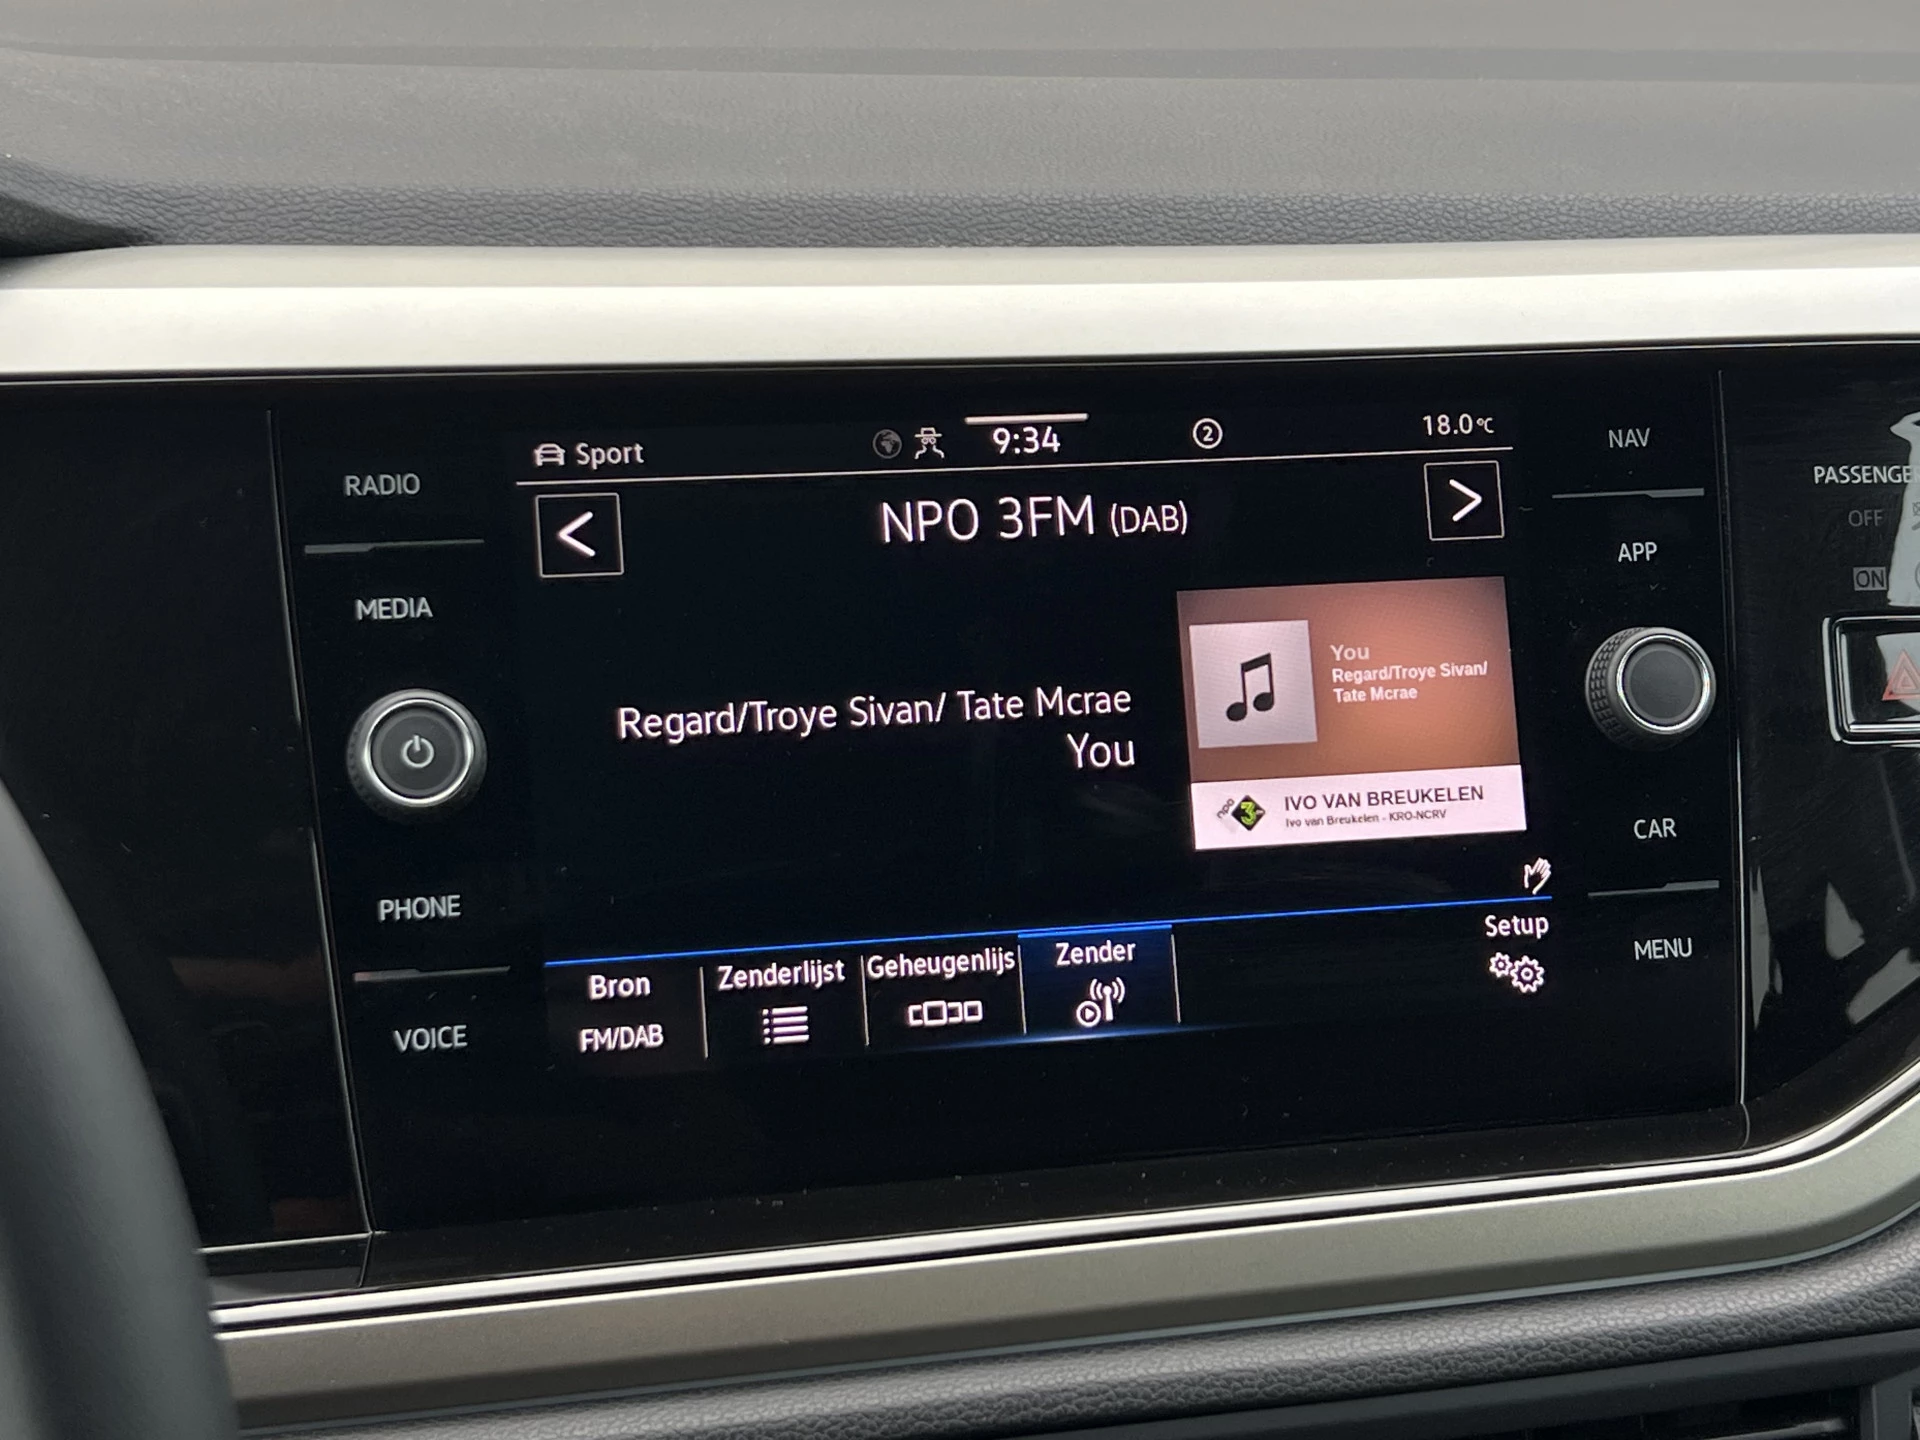 Sport
9:34
2
18.0°C
RADIO
NAV
PASSENGE
OFF
ON
< NPO 3FM (DAB) >
APP
MEDIA
You
Regard/Troye Sivan/
Tate Mcrae
Regard/Troye Sivan/ Tate Mcrae
You
npo 3
IVO VAN BREUKELEN
Ivo van Breukelen - KRO-NCRV
CAR
PHONE
Bron
FM/DAB
Zenderlijst
Geheugenlijs
Zender
Setup
MENU
VOICE